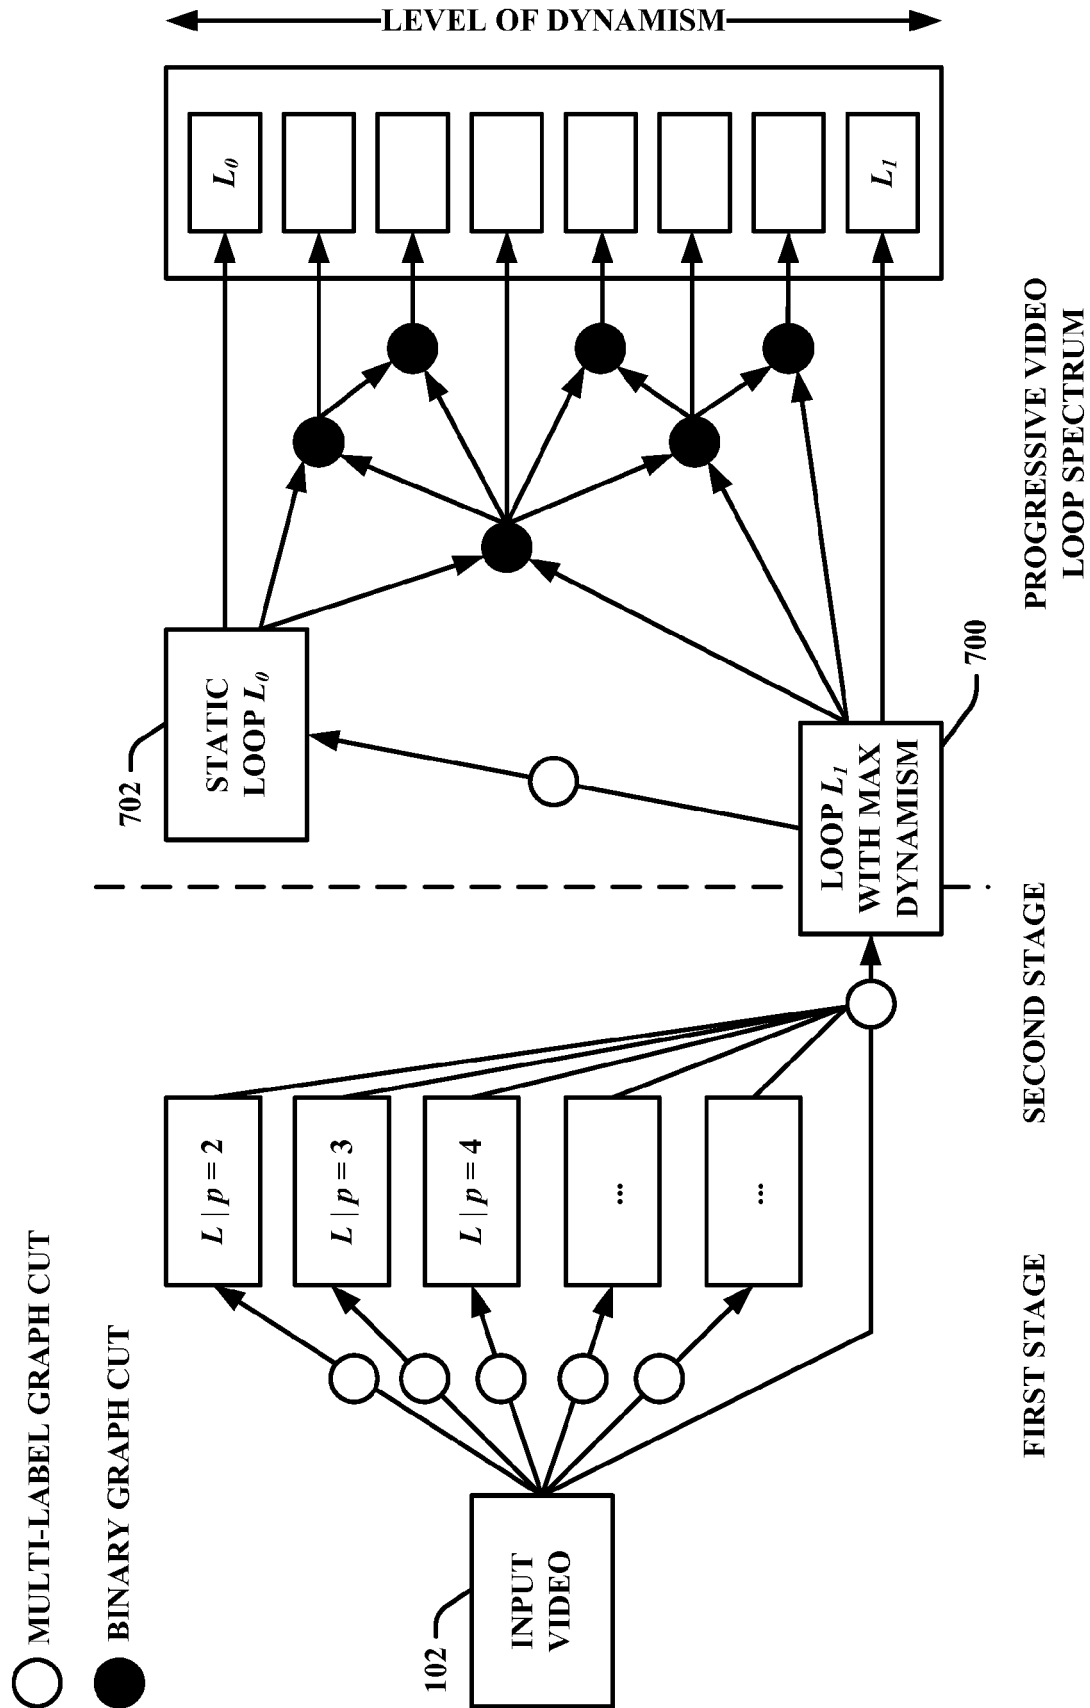 MULTI-LABEL GRAPH CUT
BINARY GRAPH CUT
102
INPUT
VIDEO
L | p = 2
L | p = 3
L | p = 4
...
...
702
STATIC
LOOP L0
LOOP L1
WITH MAX
DYNAMISM
700
L0
L1
LEVEL OF DYNAMISM
FIRST STAGE
SECOND STAGE
PROGRESSIVE VIDEO
LOOP SPECTRUM